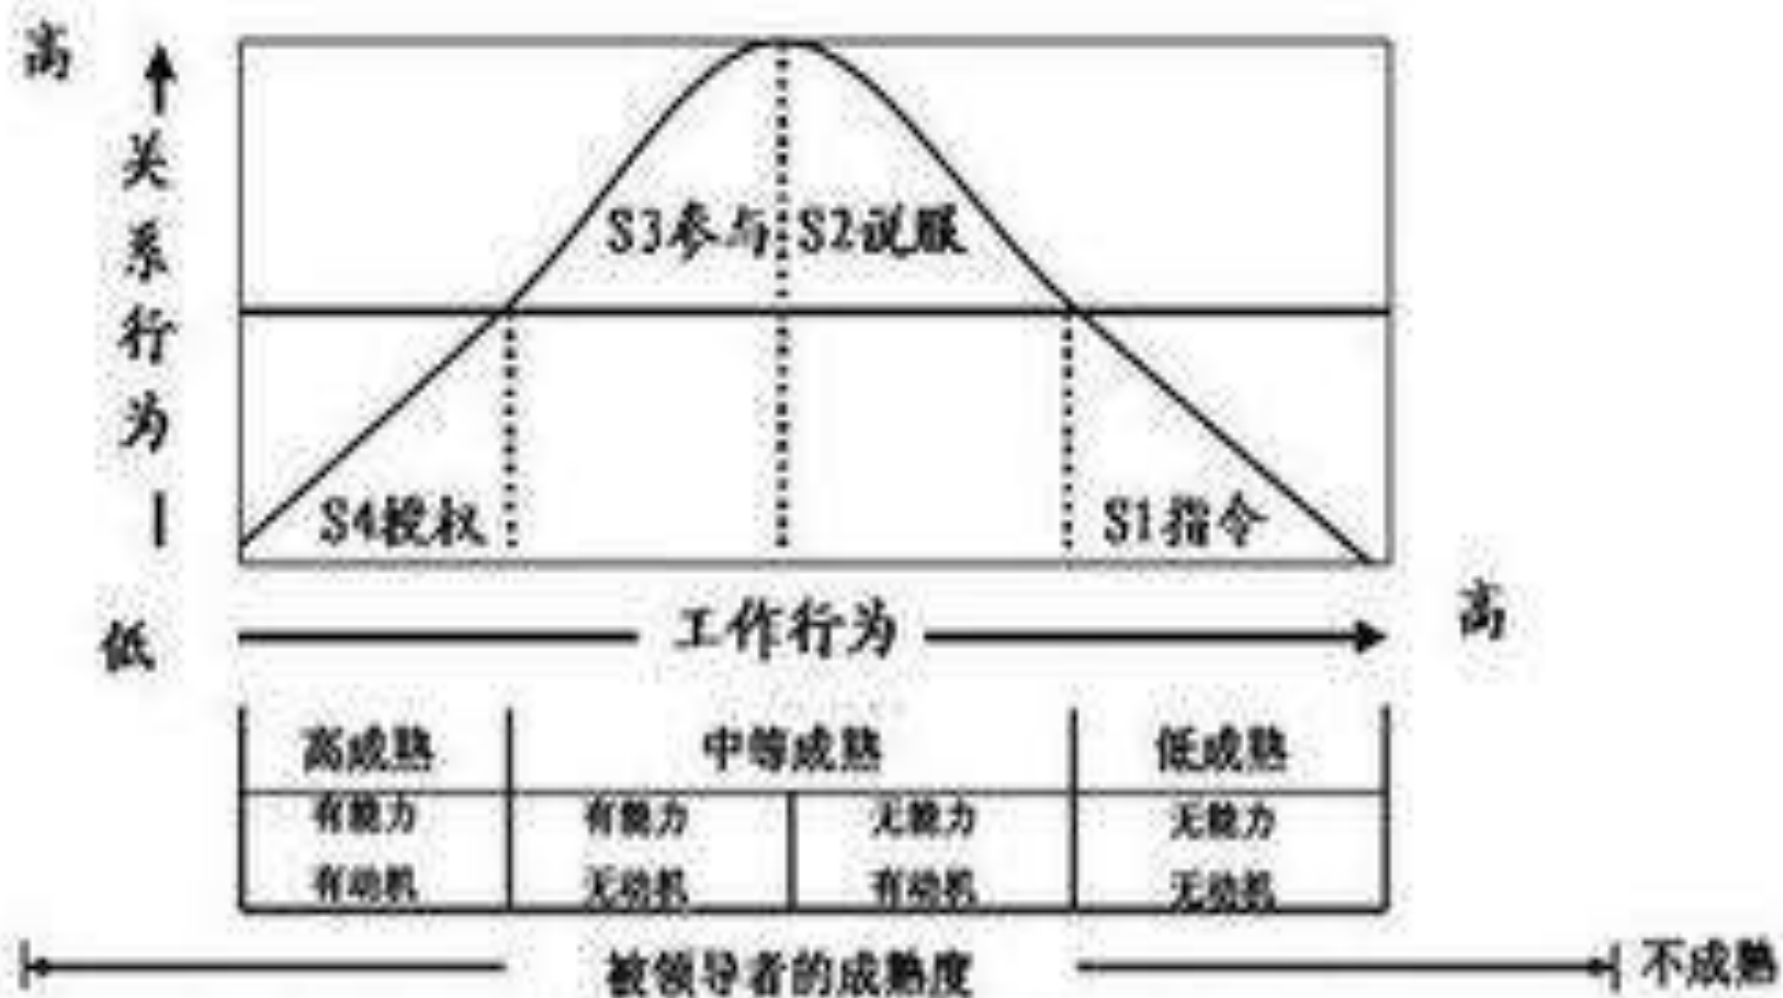 高
关系行为
S3参与 S2说服
S4授权 S1指令
低 工作行为 高
高成熟 中等成熟 低成熟
有能力 有能力 无能力 无能力
有动机 无动机 有动机 无动机
被领导者的成熟度 不成熟